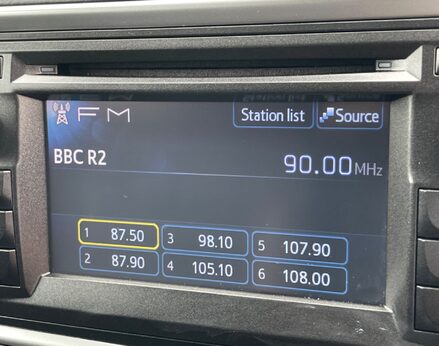 FM Station list Source
BBC R2 90.00MHz
1 87.50 3 98.10 5 107.90
2 87.90 4 105.10 6 108.00